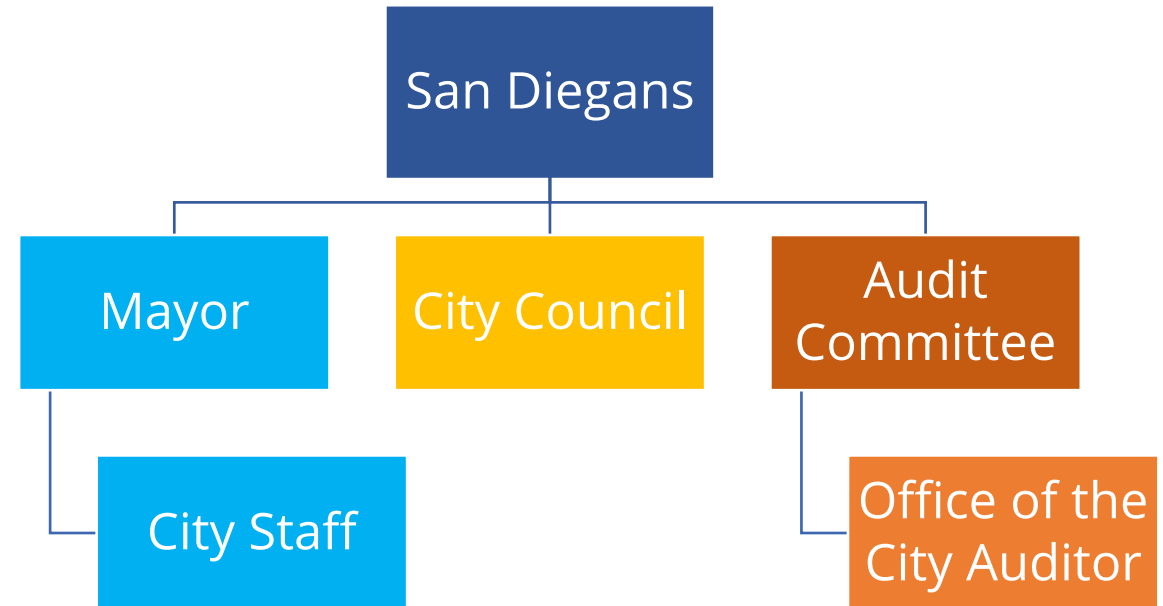 San Diegans
Mayor
City Council
Audit
Committee
City Staff
Office of the
City Auditor